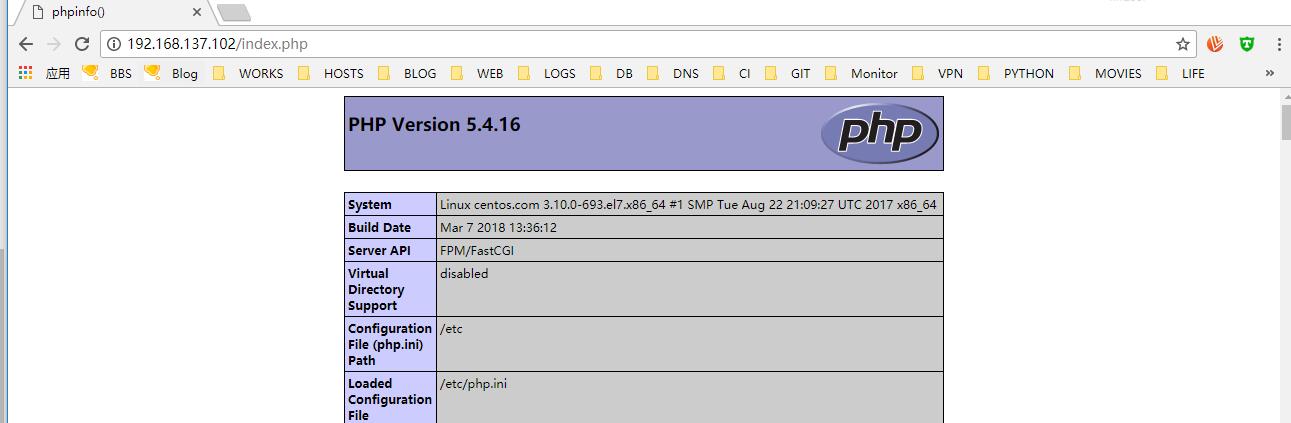 phpinfo()
192.168.137.102/index.php
应用 BBS Blog WORKS HOSTS BLOG WEB LOGS DB DNS CI GIT Monitor VPN PYTHON MOVIES LIFE »
PHP Version 5.4.16
php
System Linux centos.com 3.10.0-693.el7.x86_64 #1 SMP Tue Aug 22 21:09:27 UTC 2017 x86_64
Build Date Mar 7 2018 13:36:12
Server API FPM/FastCGI
Virtual disabled
Directory
Support
Configuration /etc
File (php.ini)
Path
Loaded /etc/php.ini
Configuration
File